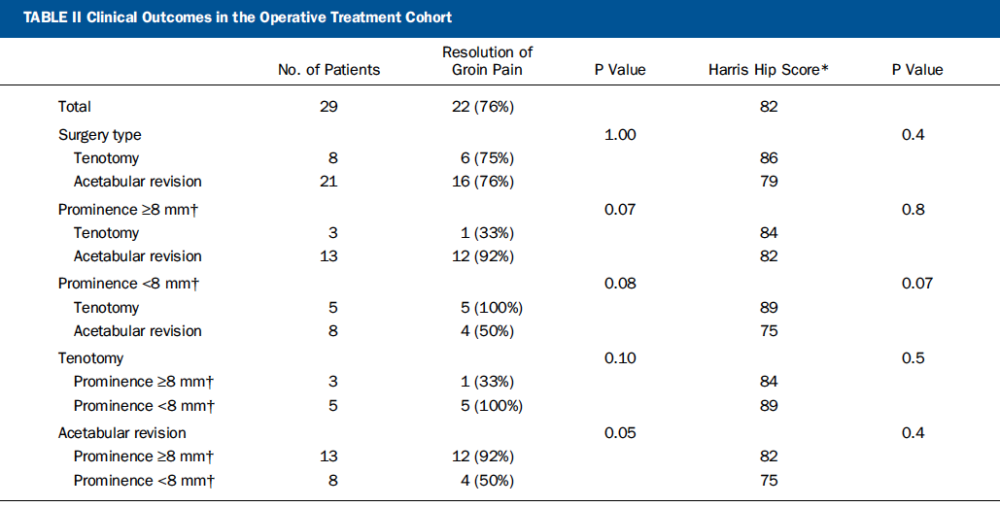 TABLE II Clinical Outcomes in the Operative Treatment Cohort
No. of Patients Resolution of Groin Pain P Value Harris Hip Score* P Value
Total 29 22 (76%) 82
Surgery type 1.00 0.4
Tenotomy 8 6 (75%) 86
Acetabular revision 21 16 (76%) 79
Prominence ≥8 mm† 0.07 0.8
Tenotomy 3 1 (33%) 84
Acetabular revision 13 12 (92%) 82
Prominence <8 mm† 0.08 0.07
Tenotomy 5 5 (100%) 89
Acetabular revision 8 4 (50%) 75
Tenotomy 0.10 0.5
Prominence ≥8 mm† 3 1 (33%) 84
Prominence <8 mm† 5 5 (100%) 89
Acetabular revision 0.05 0.4
Prominence ≥8 mm† 13 12 (92%) 82
Prominence <8 mm† 8 4 (50%) 75